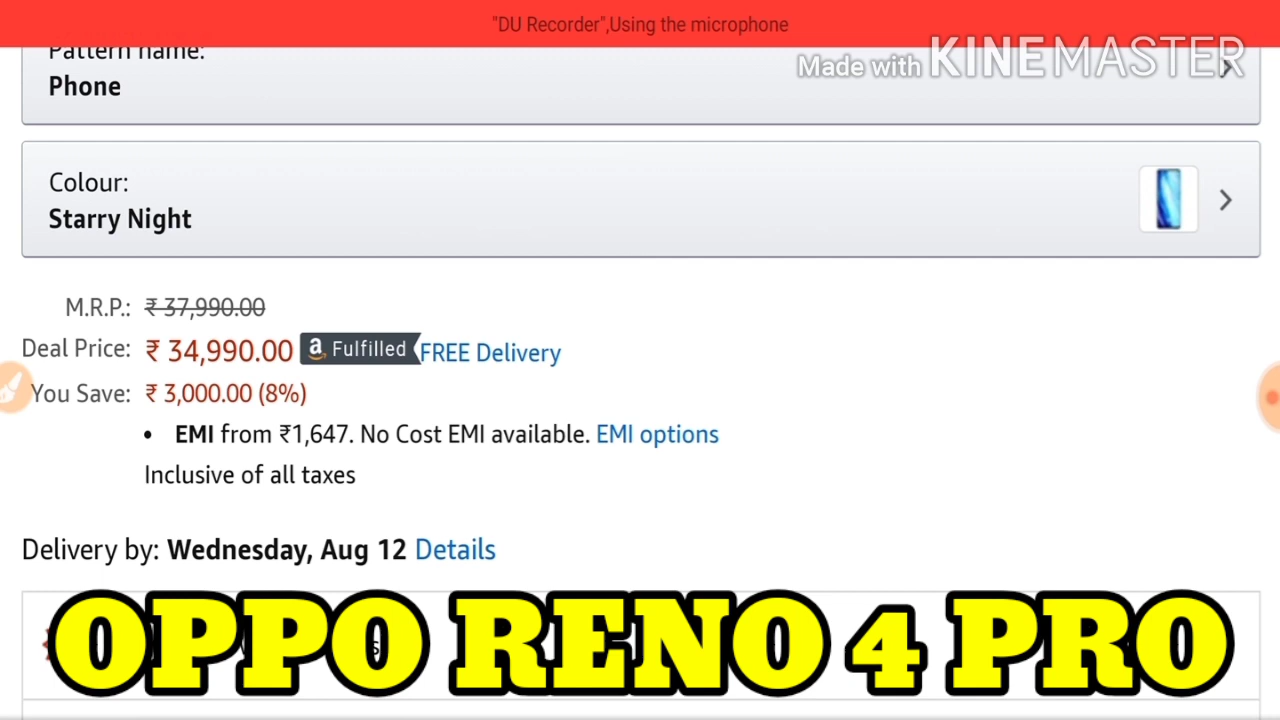 "DU Recorder",Using the microphone
Made with KINEMASTER
Pattern name:
Phone
Colour:
Starry Night
M.R.P.: ₹ 37,990.00
Deal Price: ₹ 34,990.00 a Fulfilled FREE Delivery
You Save: ₹ 3,000.00 (8%)
• EMI from ₹1,647. No Cost EMI available. EMI options
Inclusive of all taxes
Delivery by: Wednesday, Aug 12 Details
OPPO RENO 4 PRO